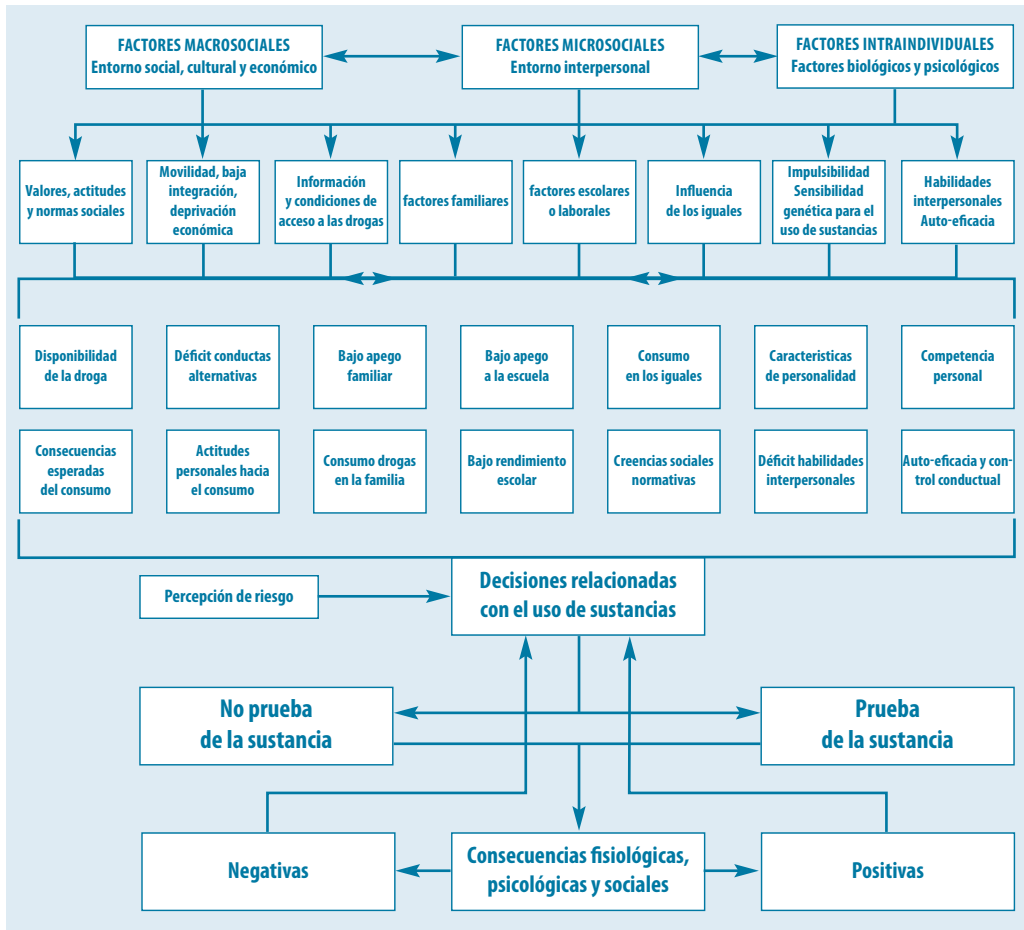 FACTORES MACROSOCIALES
Entorno social, cultural y económico
FACTORES MICROSOCIALES
Entorno interpersonal
FACTORES INTRAINDIVIDUALES
Factores biológicos y psicológicos
Valores, actitudes
y normas sociales
Movilidad, baja
integración,
deprivación
económica
Información
y condiciones de
acceso a las drogas
factores familiares
factores escolares
o laborales
Influencia
de los iguales
Impulsibilidad
Sensibilidad
genética para el
uso de sustancias
Habilidades
interpersonales
Auto-eficacia
Disponibilidad
de la droga
Déficit conductas
alternativas
Bajo apego
familiar
Bajo apego
a la escuela
Consumo
en los iguales
Caracteristicas
de personalidad
Competencia
personal
Consecuencias
esperadas
del consumo
Actitudes
personales hacia
el consumo
Consumo drogas
en la familia
Bajo rendimiento
escolar
Creencias sociales
normativas
Déficit habilidades
interpersonales
Auto-eficacia y con-
trol conductual
Percepción de riesgo
Decisiones relacionadas
con el uso de sustancias
No prueba
de la sustancia
Prueba
de la sustancia
Negativas
Consecuencias fisiológicas,
psicológicas y sociales
Positivas